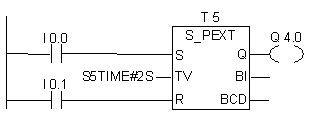 T 5
I 0.0
S_PEXT
Q 4.0
S
Q
S5TIME#2S
TV
BI
I 0.1
R
BCD